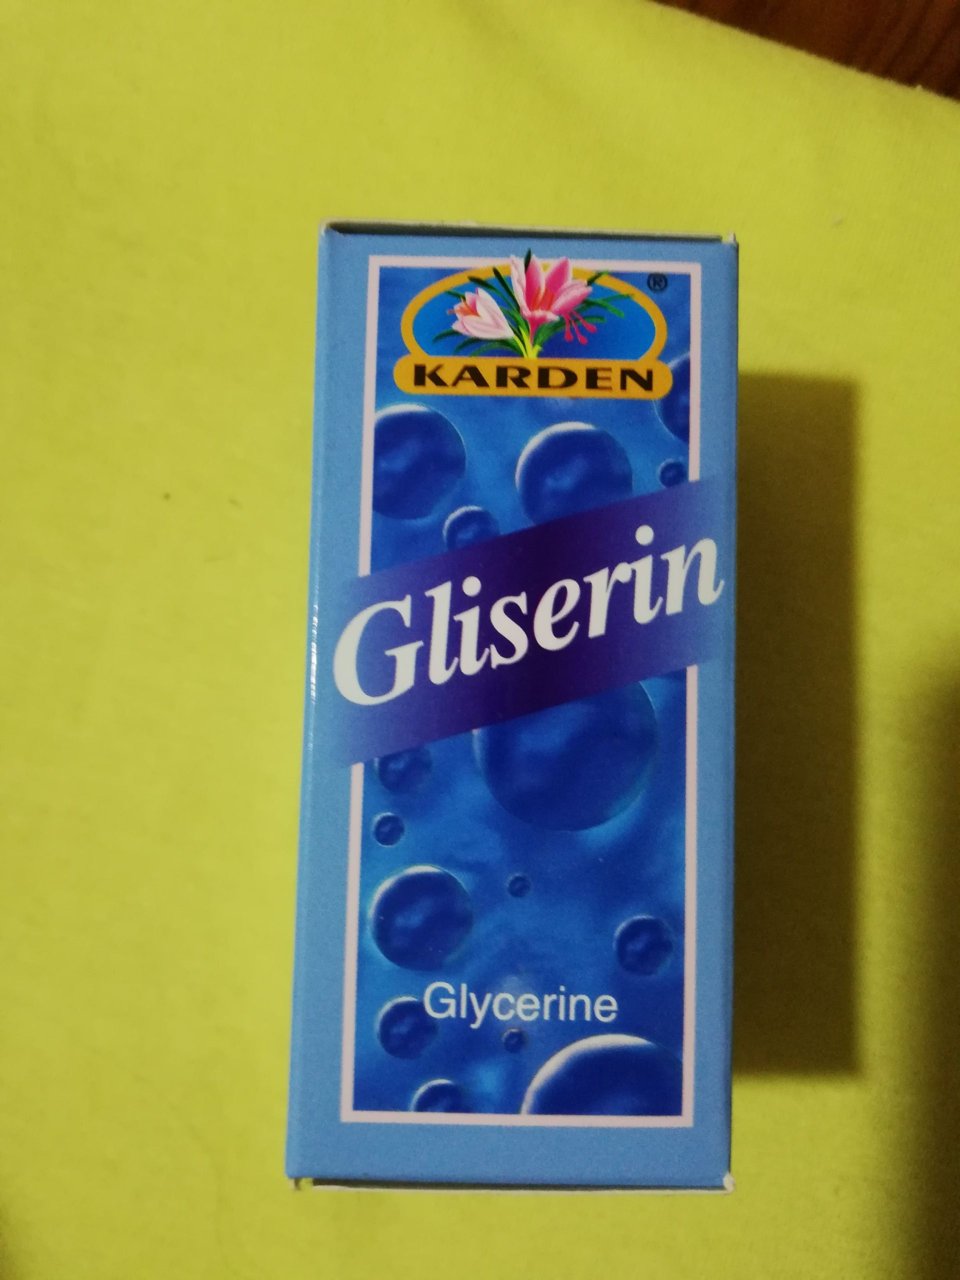 ®
KARDEN
Gliserin
Glycerine